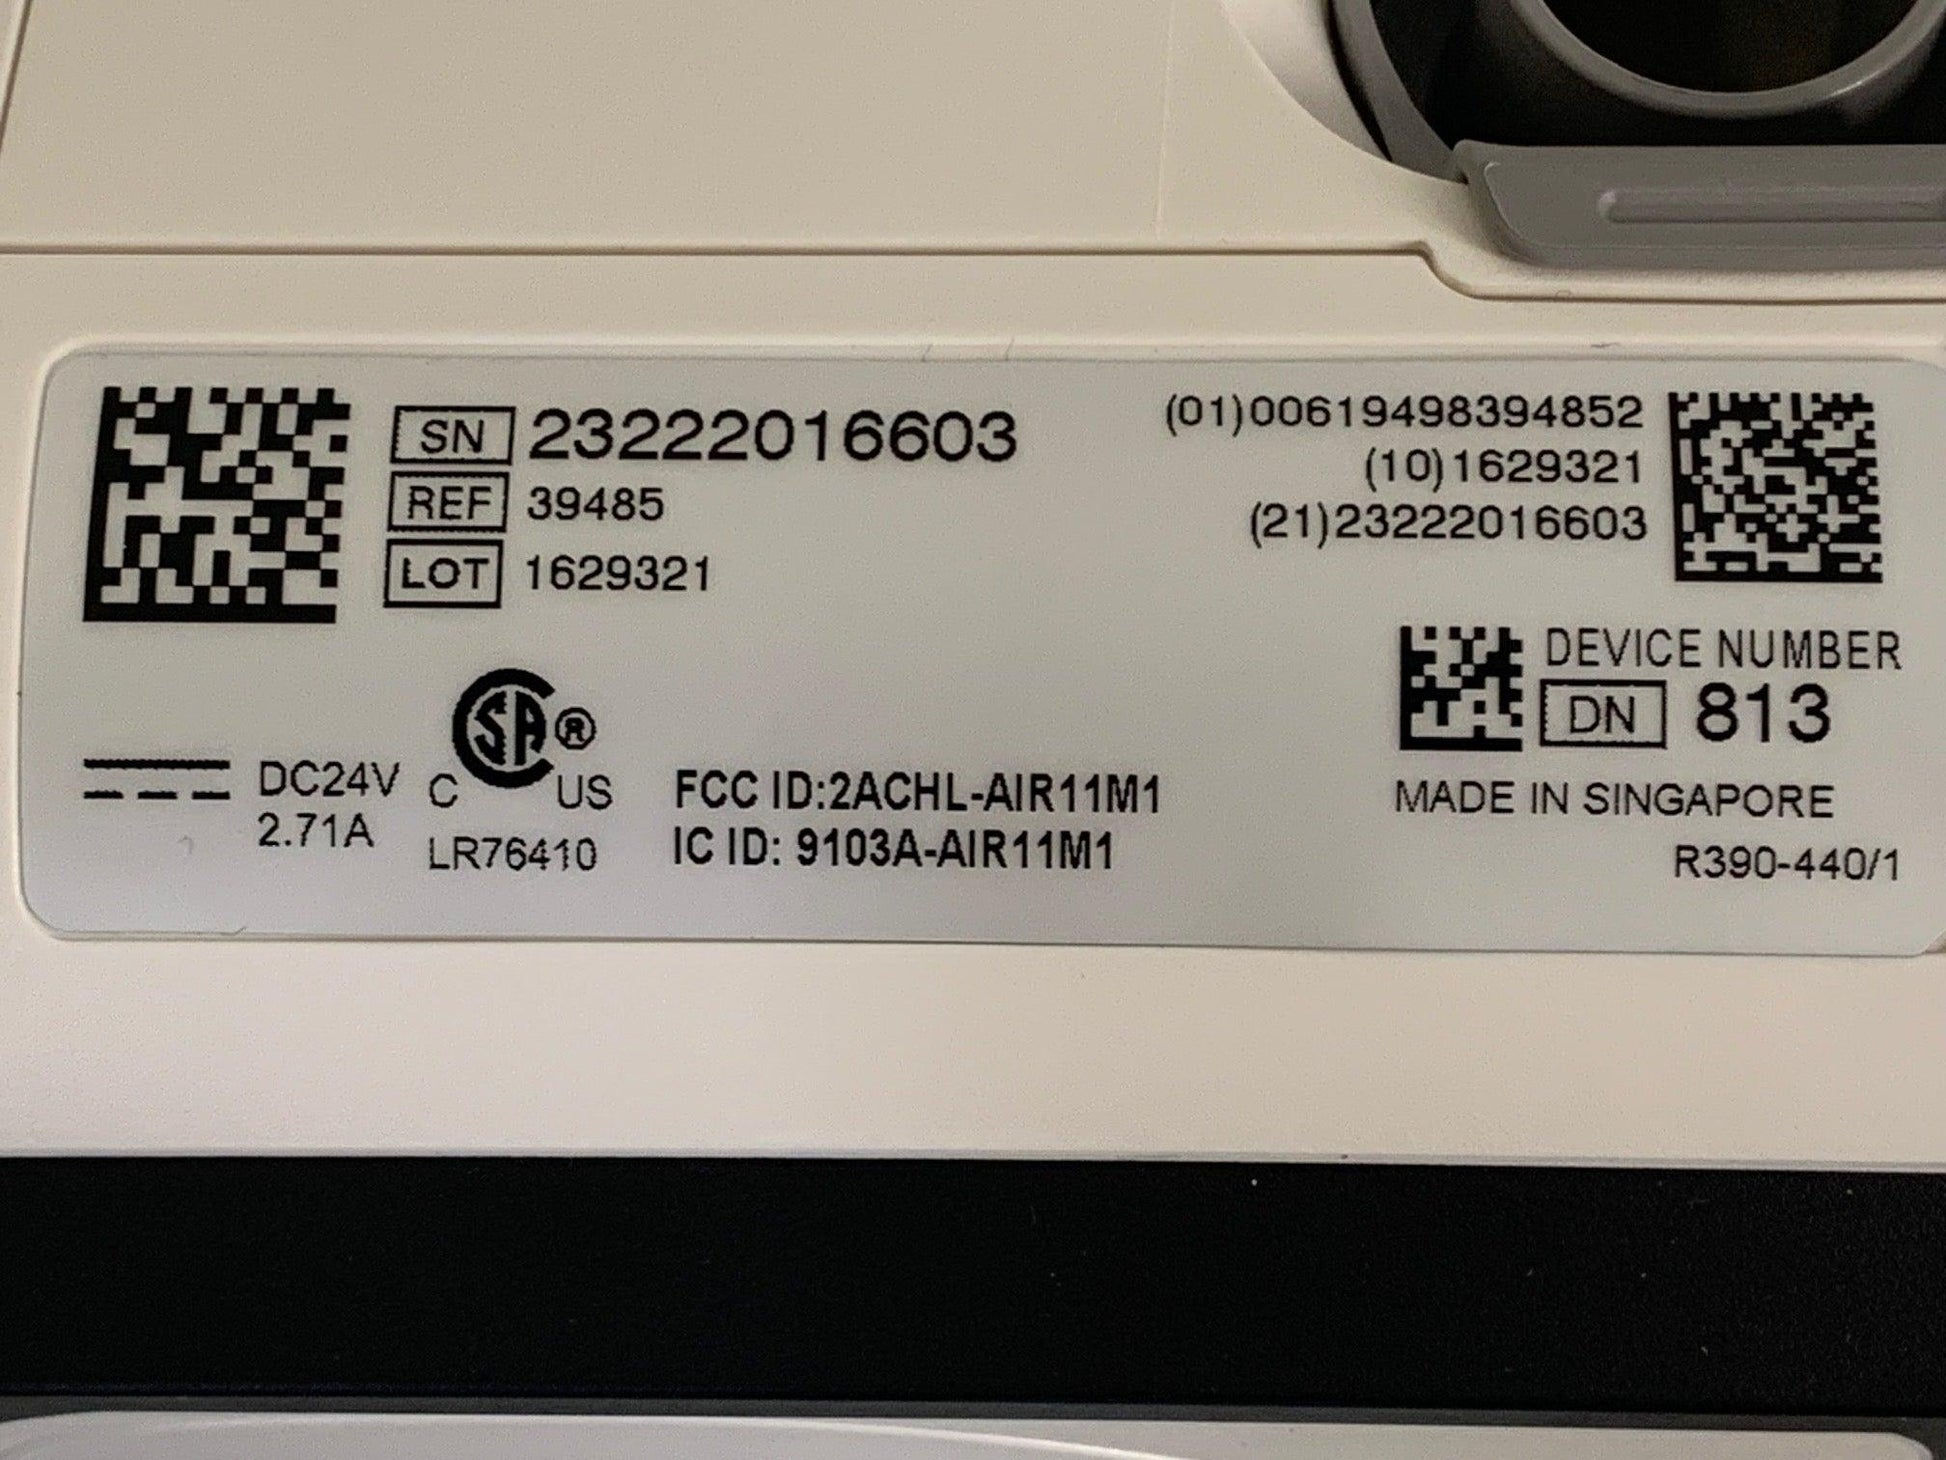 SN 23222016603
REF 39485
LOT 1629321
(01)00619498394852
(10)1629321
(21)23222016603
DEVICE NUMBER
DN 813
MADE IN SINGAPORE
R390-440/1
DC24V
2.71A
SA®
C US
LR76410
FCC ID:2ACHL-AIR11M1
IC ID: 9103A-AIR11M1